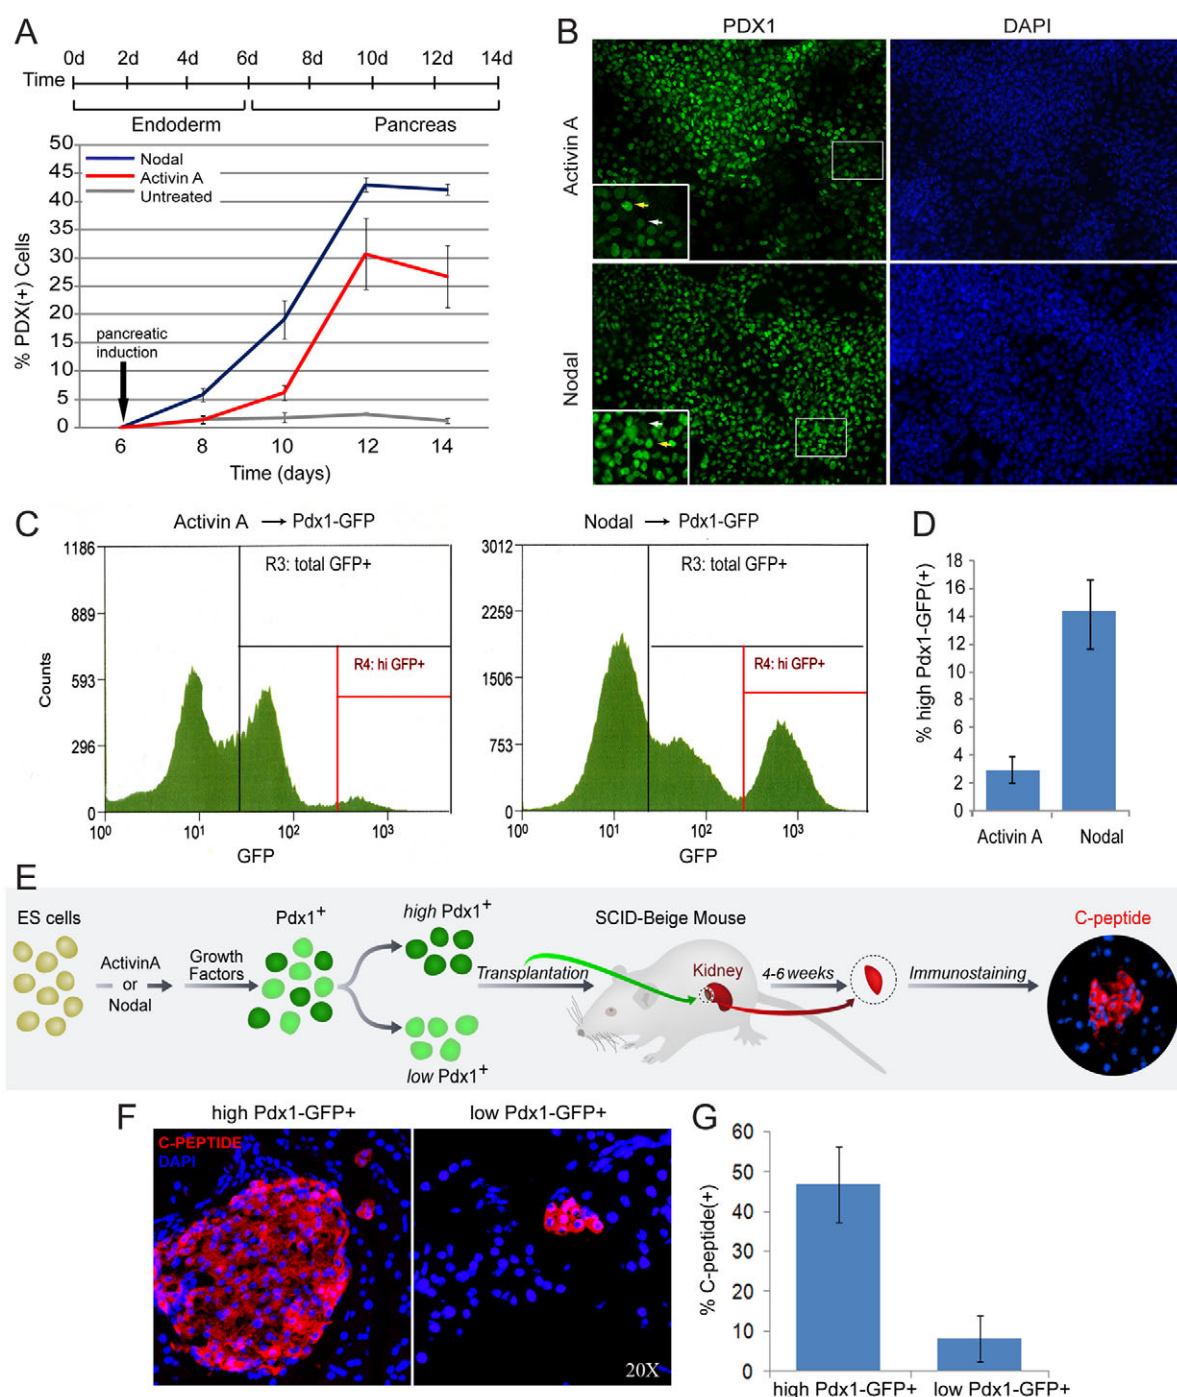 A
0d 2d 4d 6d 8d 10d 12d 14d
Time
Endoderm Pancreas
50
45
40
35
30
25
20
15
10
5
0
% PDX(+) Cells
Nodal
Activin A
Untreated
pancreatic
induction
6 8 10 12 14
Time (days)
B
PDX1 DAPI
Activin A
Nodal
C
Activin A → Pdx1-GFP
1186
889
593
296
0
Counts
R3: total GFP+
R4: hi GFP+
10⁰ 10¹ 10² 10³
GFP
Nodal → Pdx1-GFP
3012
2259
1506
753
0
R3: total GFP+
R4: hi GFP+
10⁰ 10¹ 10² 10³
GFP
D
18
16
14
12
10
8
6
4
2
0
% high Pdx1-GFP(+)
Activin A Nodal
E
ES cells
ActivinA
or
Nodal
Growth
Factors
Pdx1⁺
high Pdx1⁺
low Pdx1⁺
Transplantation
SCID-Beige Mouse
Kidney
4-6 weeks
Immunostaining
C-peptide
F
high Pdx1-GFP+ low Pdx1-GFP+
C-PEPTIDE
DAPI
20X
G
60
50
40
30
20
10
0
% C-peptide(+)
high Pdx1-GFP+ low Pdx1-GFP+